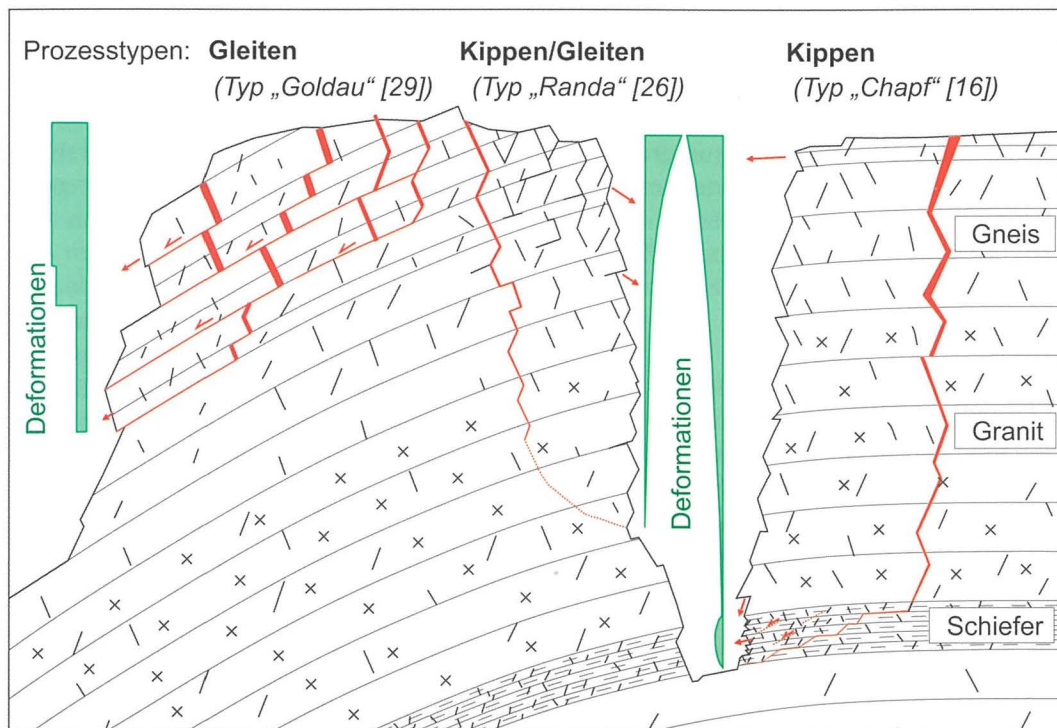 Prozesstypen: Gleiten Kippen/Gleiten Kippen
(Typ „Goldau“ [29]) (Typ „Randa“ [26]) (Typ „Chapf“ [16])
Deformationen
Deformationen
Gneis
Granit
Schiefer